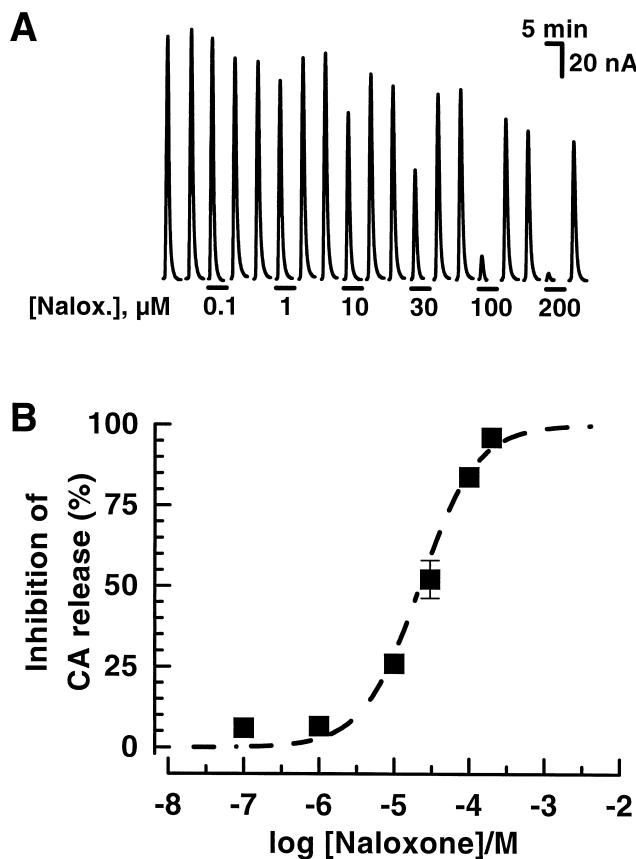 A
5 min
20 nA
[Nalox.], µM 0.1 1 10 30 100 200
B
Inhibition of
CA release (%)
100
75
50
25
0
-8 -7 -6 -5 -4 -3 -2
log [Naloxone]/M